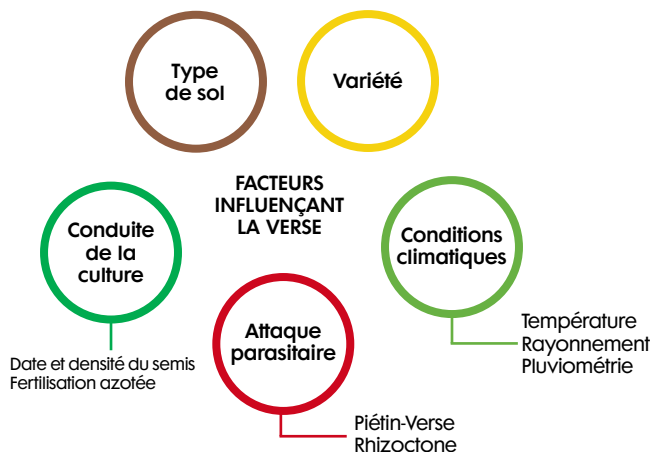 Type
de sol
Variété
FACTEURS
INFLUENÇANT
LA VERSE
Conduite
de la
culture
Conditions
climatiques
Attaque
parasitaire
Date et densité du semis
Fertilisation azotée
Température
Rayonnement
Pluviométrie
Piétin-Verse
Rhizoctone